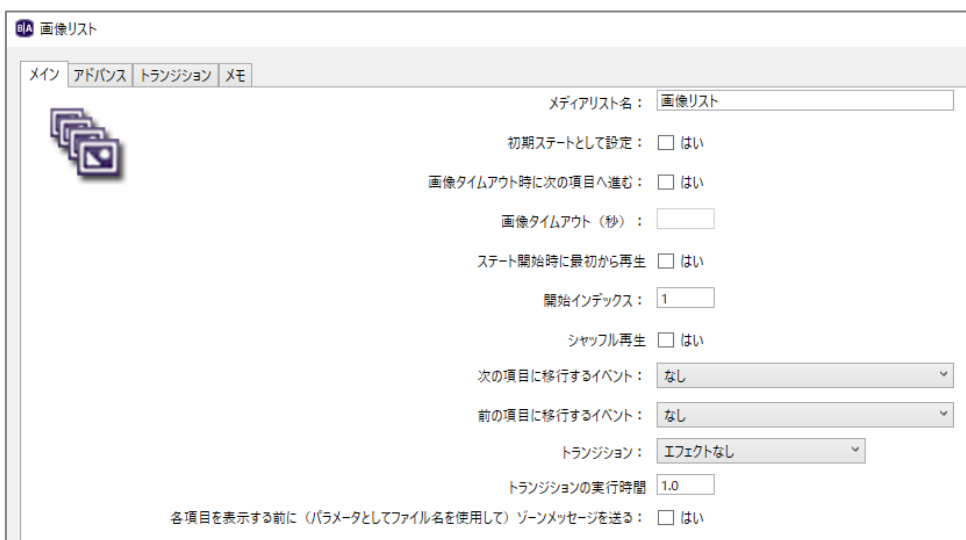 B|A 画像リスト
メイン アドバンス トランジション メモ
メディアリスト名： 画像リスト
初期ステートとして設定： はい
画像タイムアウト時に次の項目へ進む： はい
画像タイムアウト（秒）：
ステート開始時に最初から再生 はい
開始インデックス： 1
シャッフル再生 はい
次の項目に移行するイベント： なし
前の項目に移行するイベント： なし
トランジション： エフェクトなし
トランジションの実行時間 1.0
各項目を表示する前に（パラメータとしてファイル名を使用して）ゾーンメッセージを送る： はい